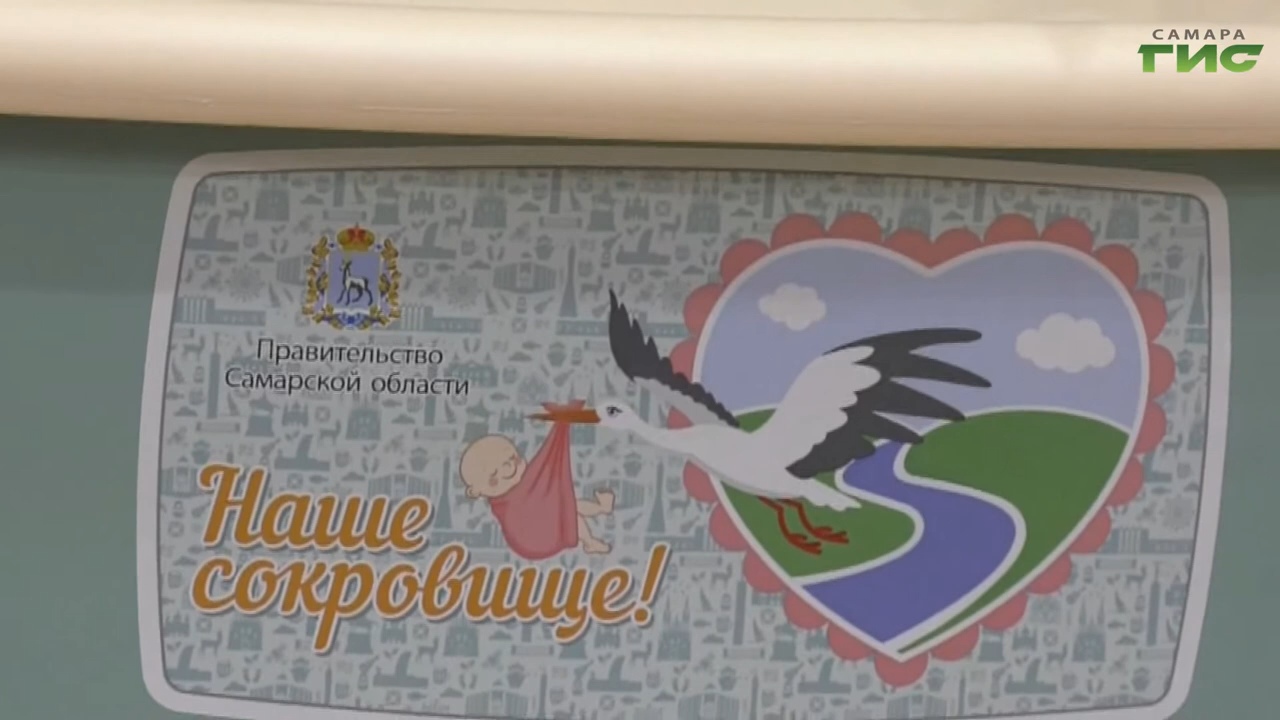 САМАРА
ГИС
Правительство
Самарской области
Наше
сокровище!